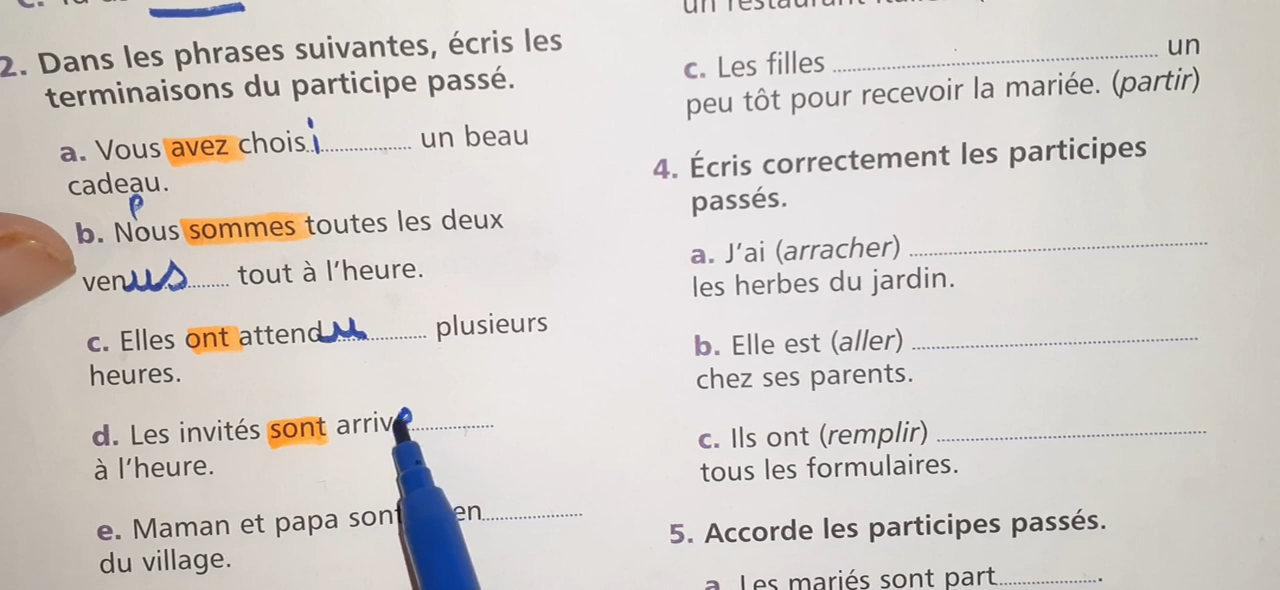 2. Dans les phrases suivantes, écris les
terminaisons du participe passé.
a. Vous avez choisi........ un beau
cadeau.
p
b. Nous sommes toutes les deux
venus........ tout à l'heure.
c. Elles ont attendu........ plusieurs
heures.
d. Les invités sont arrivé........
à l'heure.
e. Maman et papa sont en........
du village.
c. Les filles ........ un
peu tôt pour recevoir la mariée. (partir)
4. Écris correctement les participes
passés.
a. J'ai (arracher) ........
les herbes du jardin.
b. Elle est (aller) ........
chez ses parents.
c. Ils ont (remplir) ........
tous les formulaires.
5. Accorde les participes passés.
a. Les mariés sont part.........